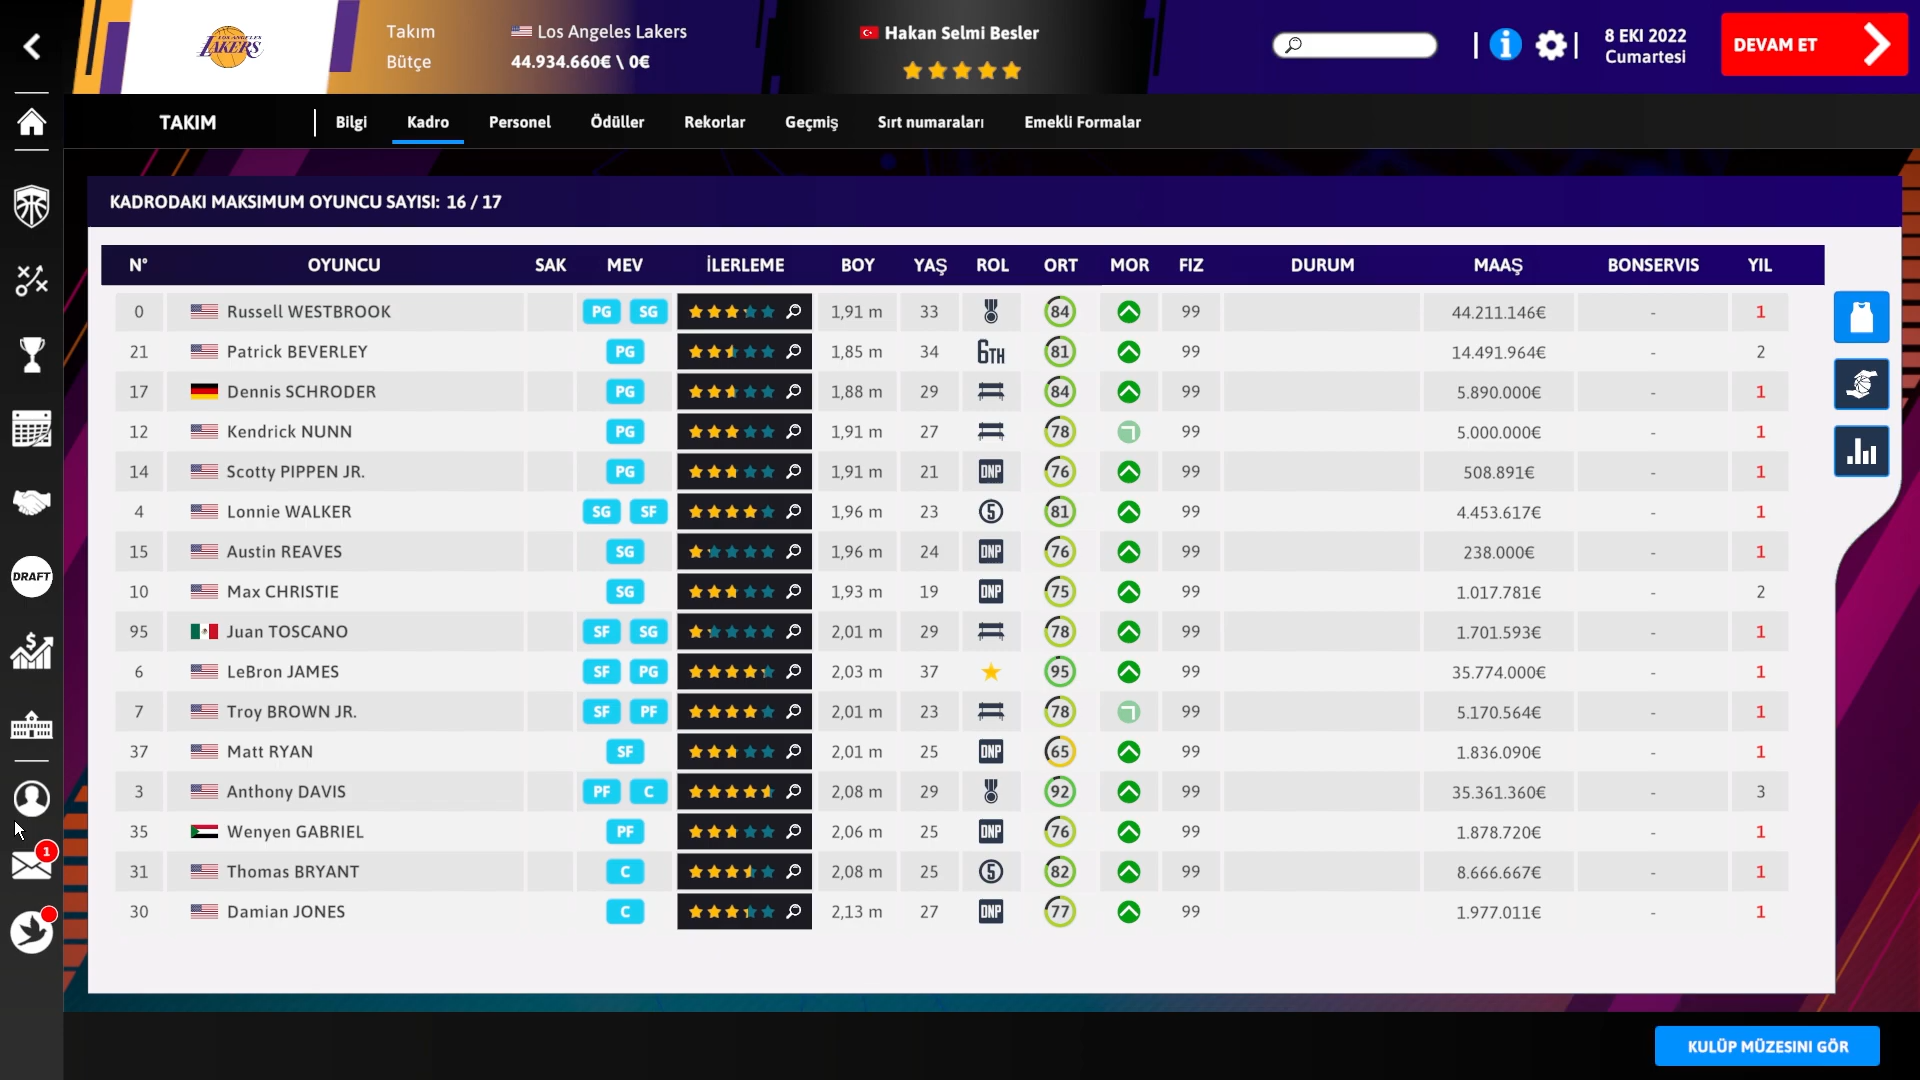 LOS ANGELES
LAKERS
Takım
Los Angeles Lakers
Bütçe
44.934.660€ \ 0€
Hakan Selmi Besler
8 EKI 2022
Cumartesi
DEVAM ET
TAKIM
Bilgi Kadro Personel Ödüller Rekorlar Geçmiş Sırt numaraları Emekli Formalar
KADRODAKI MAKSIMUM OYUNCU SAYISI: 16 / 17
N° OYUNCU SAK MEV İLERLEME BOY YAŞ ROL ORT MOR FIZ DURUM MAAŞ BONSERVIS YIL
0 Russell WESTBROOK PG SG 1,91 m 33 84 99 44.211.146€ - 1
21 Patrick BEVERLEY PG 1,85 m 34 6TH 81 99 14.491.964€ - 2
17 Dennis SCHRODER PG 1,88 m 29 84 99 5.890.000€ - 1
12 Kendrick NUNN PG 1,91 m 27 78 99 5.000.000€ - 1
14 Scotty PIPPEN JR. PG 1,91 m 21 DNP 76 99 508.891€ - 1
4 Lonnie WALKER SG SF 1,96 m 23 5 81 99 4.453.617€ - 1
15 Austin REAVES SG 1,96 m 24 DNP 76 99 238.000€ - 1
10 Max CHRISTIE SG 1,93 m 19 DNP 75 99 1.017.781€ - 2
95 Juan TOSCANO SF SG 2,01 m 29 78 99 1.701.593€ - 1
6 LeBron JAMES SF PG 2,03 m 37 95 99 35.774.000€ - 1
7 Troy BROWN JR. SF PF 2,01 m 23 78 99 5.170.564€ - 1
37 Matt RYAN SF 2,01 m 25 DNP 65 99 1.836.090€ - 1
3 Anthony DAVIS PF C 2,08 m 29 92 99 35.361.360€ - 3
35 Wenyen GABRIEL PF 2,06 m 25 DNP 76 99 1.878.720€ - 1
31 Thomas BRYANT C 2,08 m 25 5 82 99 8.666.667€ - 1
30 Damian JONES C 2,13 m 27 DNP 77 99 1.977.011€ - 1
DRAFT
1
KULÜP MÜZESINI GÖR